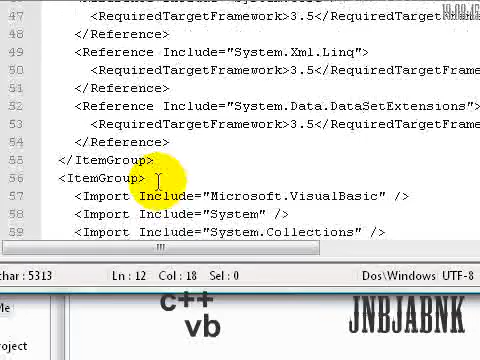 47 <RequiredTargetFramework>3.5</RequiredTargetFramework>
48 </Reference>
49 <Reference Include="System.Xml.Linq">
50 <RequiredTargetFramework>3.5</RequiredTargetFrame
51 </Reference>
52 <Reference Include="System.Data.DataSetExtensions">
53 <RequiredTargetFramework>3.5</RequiredTargetFrame
54 </Reference>
55 </ItemGroup>
56 <ItemGroup>
57 <Import Include="Microsoft.VisualBasic" />
58 <Import Include="System" />
59 <Import Include="System.Collections" />
char : 5313 Ln : 12 Col : 18 Sel : 0 Dos\Windows UTF-8
c++
vb
JNBJABNK
Me
roject